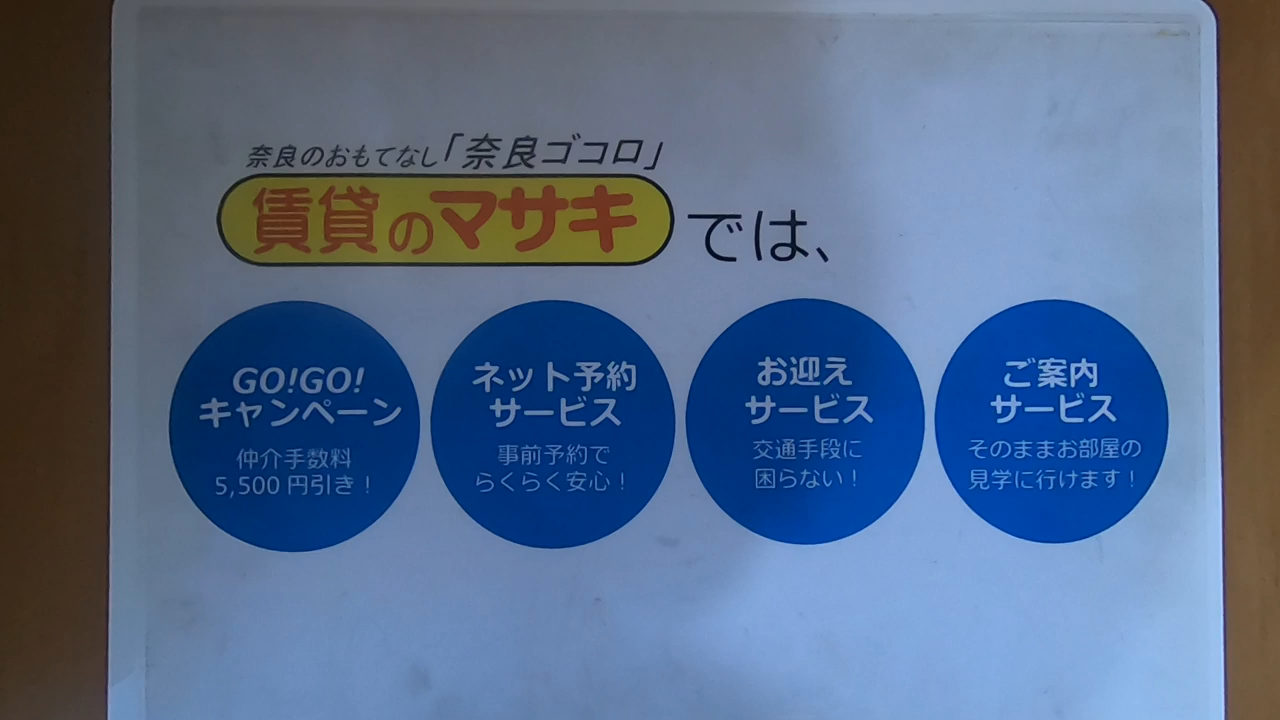 奈良のおもてなし「奈良ゴコロ」
賃貸のマサキでは、
GO!GO!
キャンペーン
仲介手数料
5,500円引き！
ネット予約
サービス
事前予約で
らくらく安心！
お迎え
サービス
交通手段に
困らない！
ご案内
サービス
そのままお部屋の
見学に行けます！